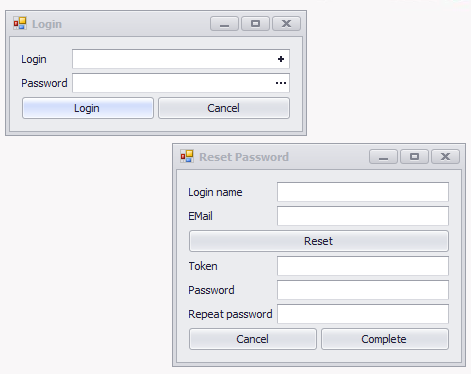 Login
Login
Password
Login Cancel
Reset Password
Login name
EMail
Reset
Token
Password
Repeat password
Cancel Complete